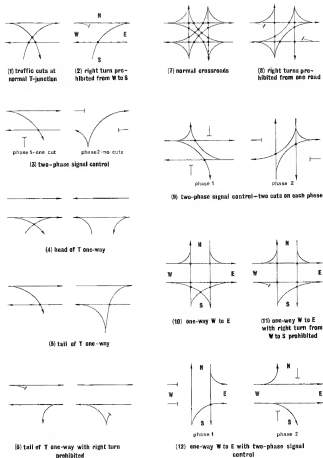 N
W E
S
(1) traffic cuts at
normal T-junction
(2) right turn pro-
hibited from W to S
phase 1-one cut
phase 2-no cuts
(3) two-phase signal control
(4) head of T one-way
(5) tail of T one-way
(6) tail of T one-way with right turn
prohibited
(7) normal crossroads
(8) right turns pro-
hibited from one road
phase 1
phase 2
(9) two-phase signal control—two cuts on each phase
N
W E
S
(10) one-way W to E
N
W E
S
(11) one-way W to E
with right turn from
W to S prohibited
N
W E
S
phase 1
phase 2
(12) one-way W to E with two-phase signal
control